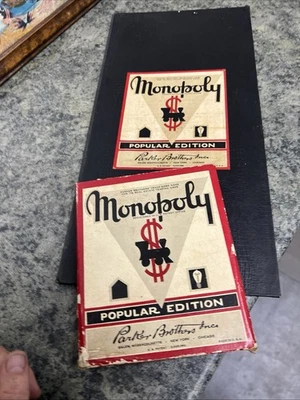 Monopoly
$
POPULAR EDITION
Parker Brothers Inc.
Monopoly
$
POPULAR EDITION
Parker Brothers Inc.
SALEM, MASSACHUSETTS · NEW YORK · CHICAGO